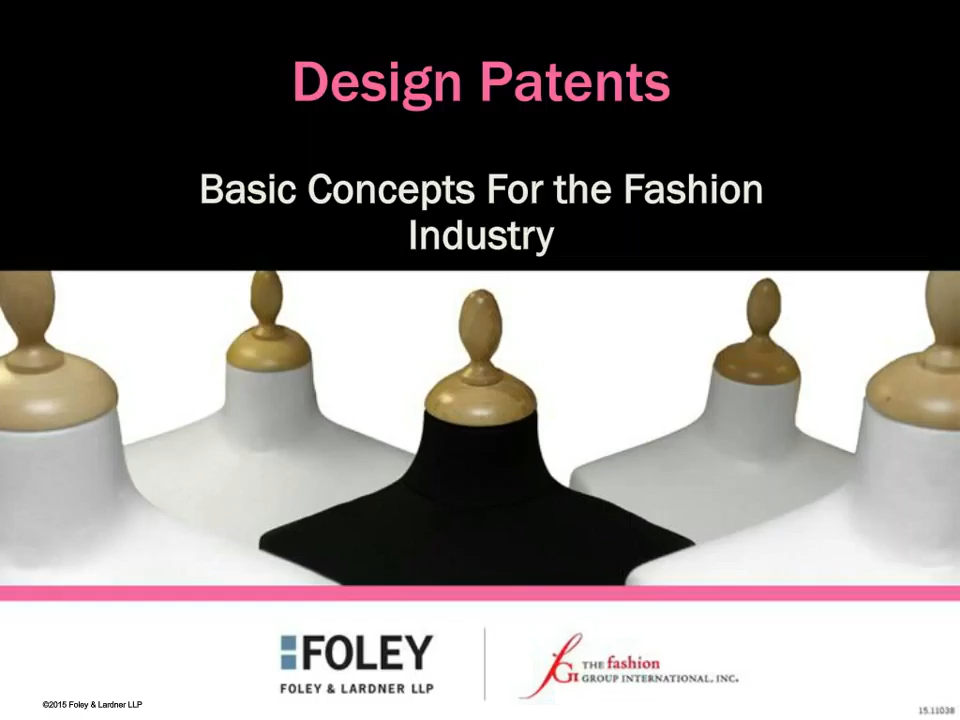 Design Patents
Basic Concepts For the Fashion
Industry
FOLEY
FOLEY & LARDNER LLP
fGI
THE fashion
GROUP INTERNATIONAL, INC.
©2015 Foley & Lardner LLP
15.11038